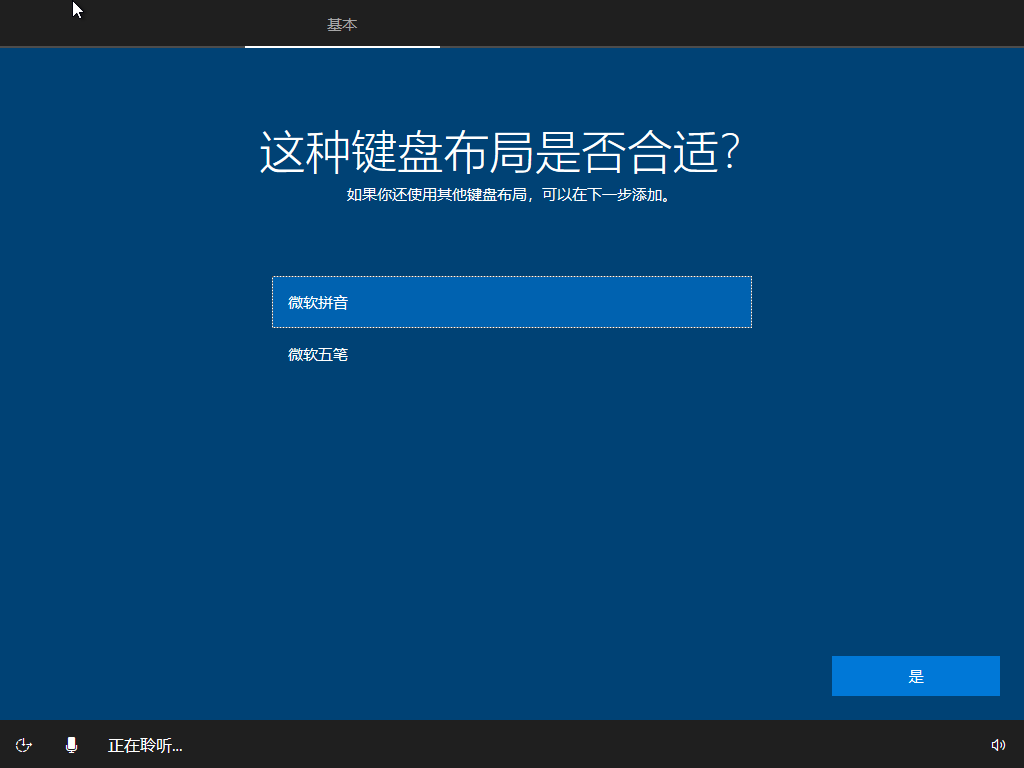 基本
这种键盘布局是否合适？
如果你还使用其他键盘布局，可以在下一步添加。
微软拼音
微软五笔
是
正在聆听...